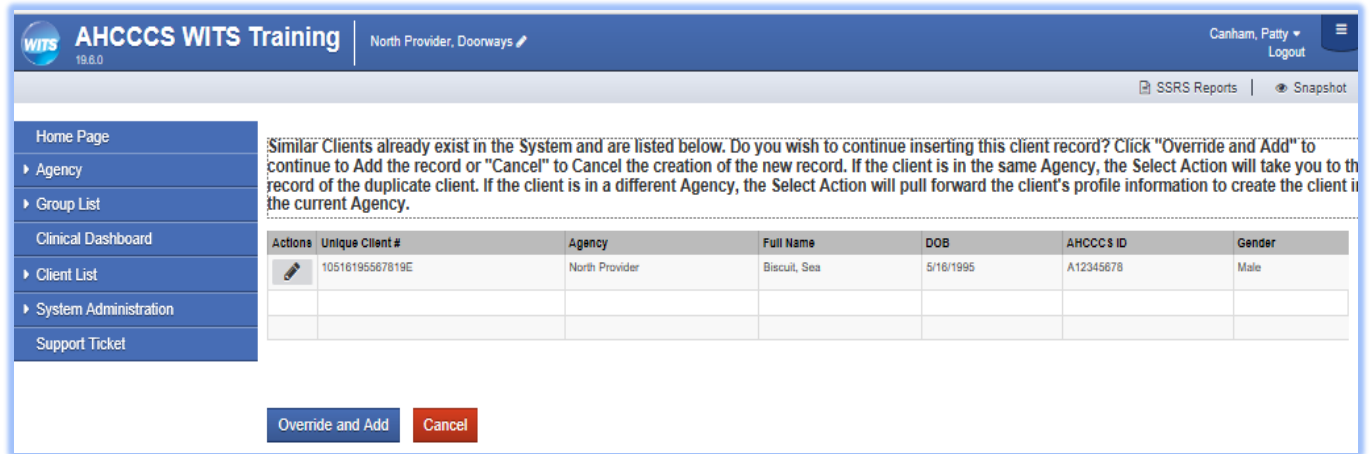 WITS AHCCCS WITS Training North Provider, Doorways Canham, Patty
19.6.0 Logout
SSRS Reports | Snapshot
Home Page
Agency
Group List
Clinical Dashboard
Client List
System Administration
Support Ticket
Similar Clients already exist in the System and are listed below. Do you wish to continue inserting this client record? Click "Override and Add" to
continue to Add the record or "Cancel" to Cancel the creation of the new record. If the client is in the same Agency, the Select Action will take you to th
record of the duplicate client. If the client is in a different Agency, the Select Action will pull forward the client's profile information to create the client i
the current Agency.
Actions Unique Client # Agency Full Name DOB AHCCCS ID Gender
10516195567819E North Provider Biscuit, Sea 5/16/1995 A12345678 Male
Override and Add Cancel